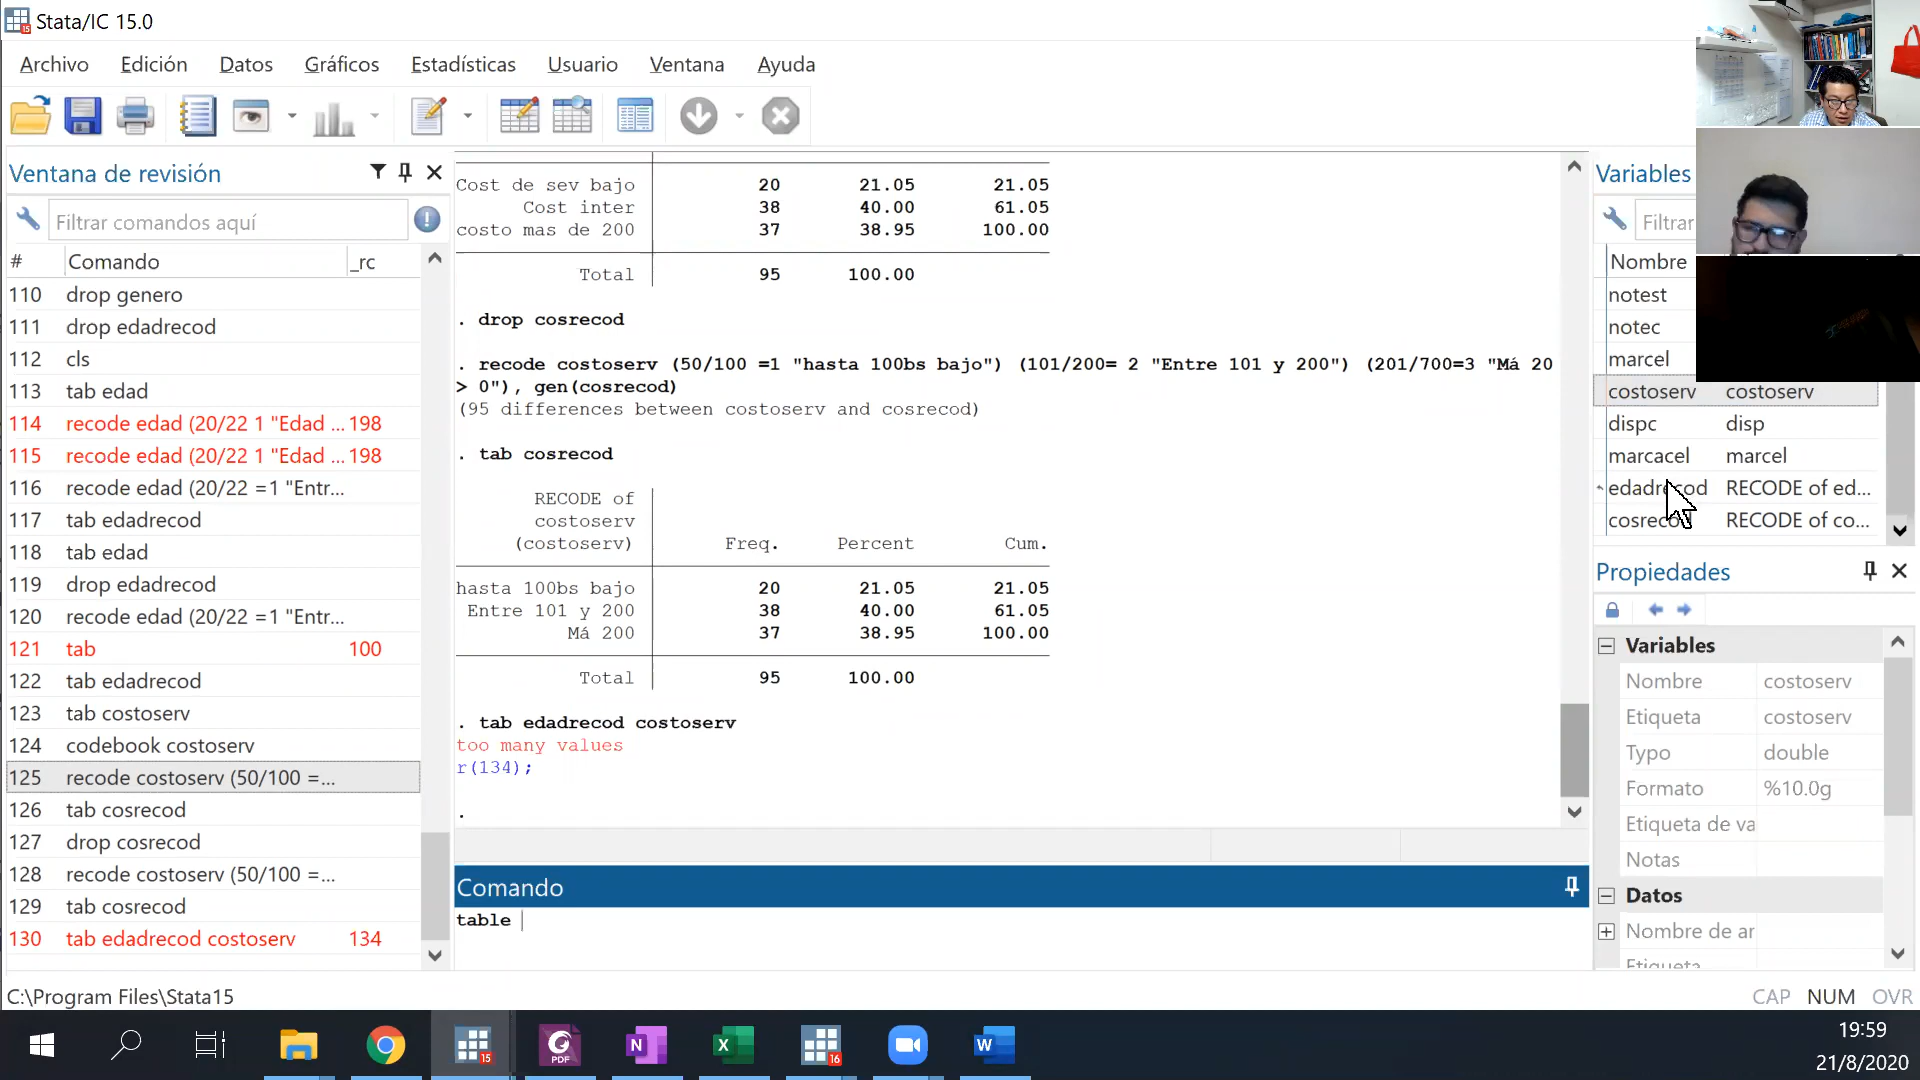 Stata/IC 15.0
Archivo Edición Datos Gráficos Estadísticas Usuario Ventana Ayuda
Ventana de revisión
Filtrar comandos aquí
# Comando _rc
110 drop genero
111 drop edadrecod
112 cls
113 tab edad
114 recode edad (20/22 1 "Edad ... 198
115 recode edad (20/22 1 "Edad ... 198
116 recode edad (20/22 =1 "Entr...
117 tab edadrecod
118 tab edad
119 drop edadrecod
120 recode edad (20/22 =1 "Entr...
121 tab 100
122 tab edadrecod
123 tab costoserv
124 codebook costoserv
125 recode costoserv (50/100 =...
126 tab cosrecod
127 drop cosrecod
128 recode costoserv (50/100 =...
129 tab cosrecod
130 tab edadrecod costoserv 134
Cost de sev bajo 20 21.05 21.05
Cost inter 38 40.00 61.05
costo mas de 200 37 38.95 100.00
Total 95 100.00
. drop cosrecod
. recode costoserv (50/100 =1 "hasta 100bs bajo") (101/200= 2 "Entre 101 y 200") (201/700=3 "Má 20
> 0"), gen(cosrecod)
(95 differences between costoserv and cosrecod)
. tab cosrecod
RECODE of
costoserv
(costoserv) Freq. Percent Cum.
hasta 100bs bajo 20 21.05 21.05
Entre 101 y 200 38 40.00 61.05
Má 200 37 38.95 100.00
Total 95 100.00
. tab edadrecod costoserv
too many values
r(134);
.
Comando
table
Variables
Filtrar
Nombre
notest
notec
marcel
costoserv costoserv
dispc disp
marcacel marcel
edadrecod RECODE of ed...
cosrecod RECODE of co...
Propiedades
Variables
Nombre costoserv
Etiqueta costoserv
Typo double
Formato %10.0g
Etiqueta de va
Notas
Datos
Nombre de ar
Etiqueta
C:\Program Files\Stata15
CAP NUM OVR
15
PDF
N
X
16
W
19:59
21/8/2020